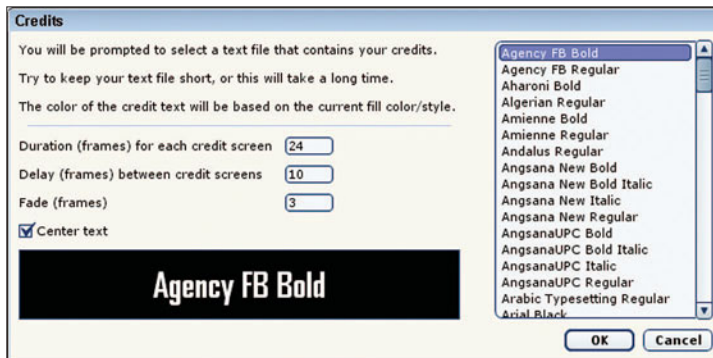 Credits
You will be prompted to select a text file that contains your credits.
Try to keep your text file short, or this will take a long time.
The color of the credit text will be based on the current fill color/style.
Duration (frames) for each credit screen 24
Delay (frames) between credit screens 10
Fade (frames) 3
Center text
Agency FB Bold
Agency FB Bold
Agency FB Regular
Aharoni Bold
Algerian Regular
Amienne Bold
Amienne Regular
Andalus Regular
Angsana New Bold
Angsana New Bold Italic
Angsana New Italic
Angsana New Regular
AngsanaUPC Bold
AngsanaUPC Bold Italic
AngsanaUPC Italic
AngsanaUPC Regular
Arabic Typesetting Regular
Arial Black
OK Cancel